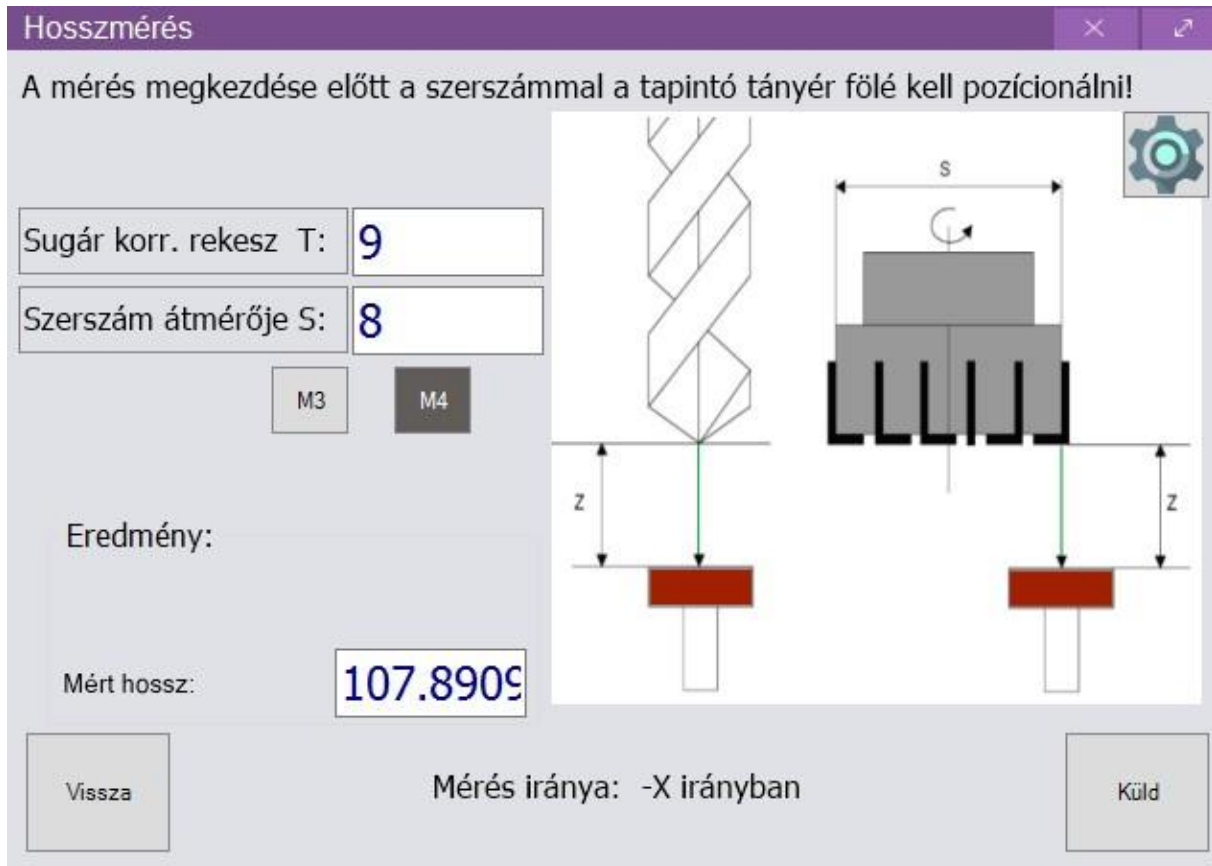 Hosszmérés
A mérés megkezdése előtt a szerszámmal a tapintó tányér fölé kell pozícionálni!
S
Sugár korr. rekesz T: 9
Szerszám átmérője S: 8
M3 M4
Z Z
Eredmény:
Mért hossz: 107.8909
Vissza Mérés iránya: -X irányban Küld